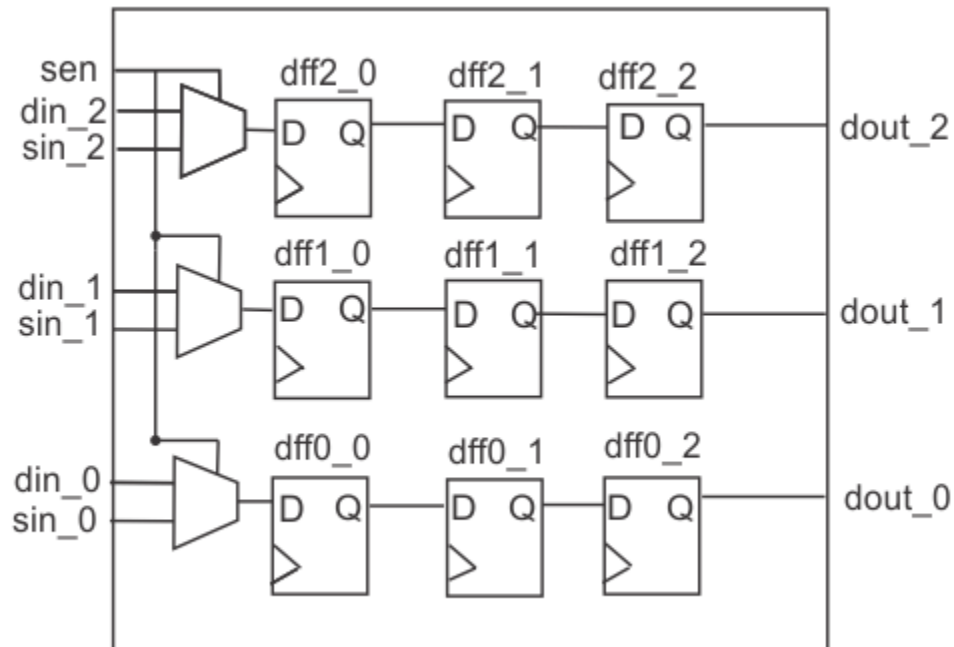 sen
dff2_0 dff2_1 dff2_2
din_2
sin_2
D Q D Q D Q
dout_2
dff1_0 dff1_1 dff1_2
din_1
sin_1
D Q D Q D Q
dout_1
dff0_0 dff0_1 dff0_2
din_0
sin_0
D Q D Q D Q
dout_0